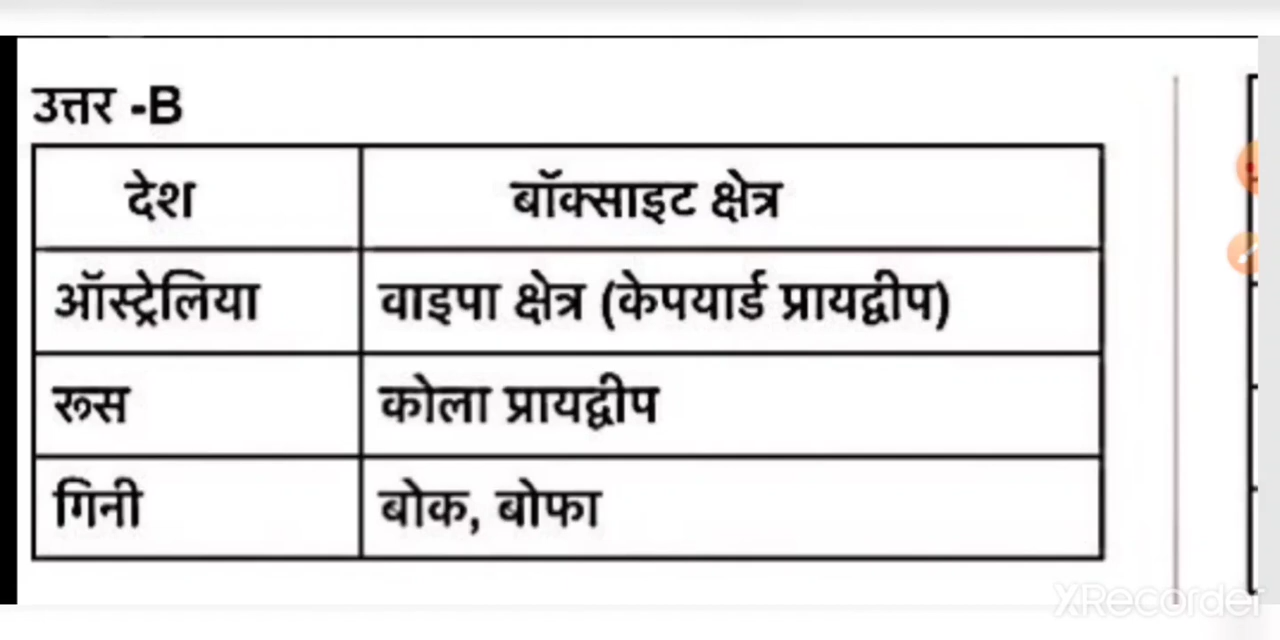 उत्तर -B
देश बॉक्साइट क्षेत्र
ऑस्ट्रेलिया वाइपा क्षेत्र (केपयार्ड प्रायद्वीप)
रूस कोला प्रायद्वीप
गिनी बोक, बोफा
XRecorder